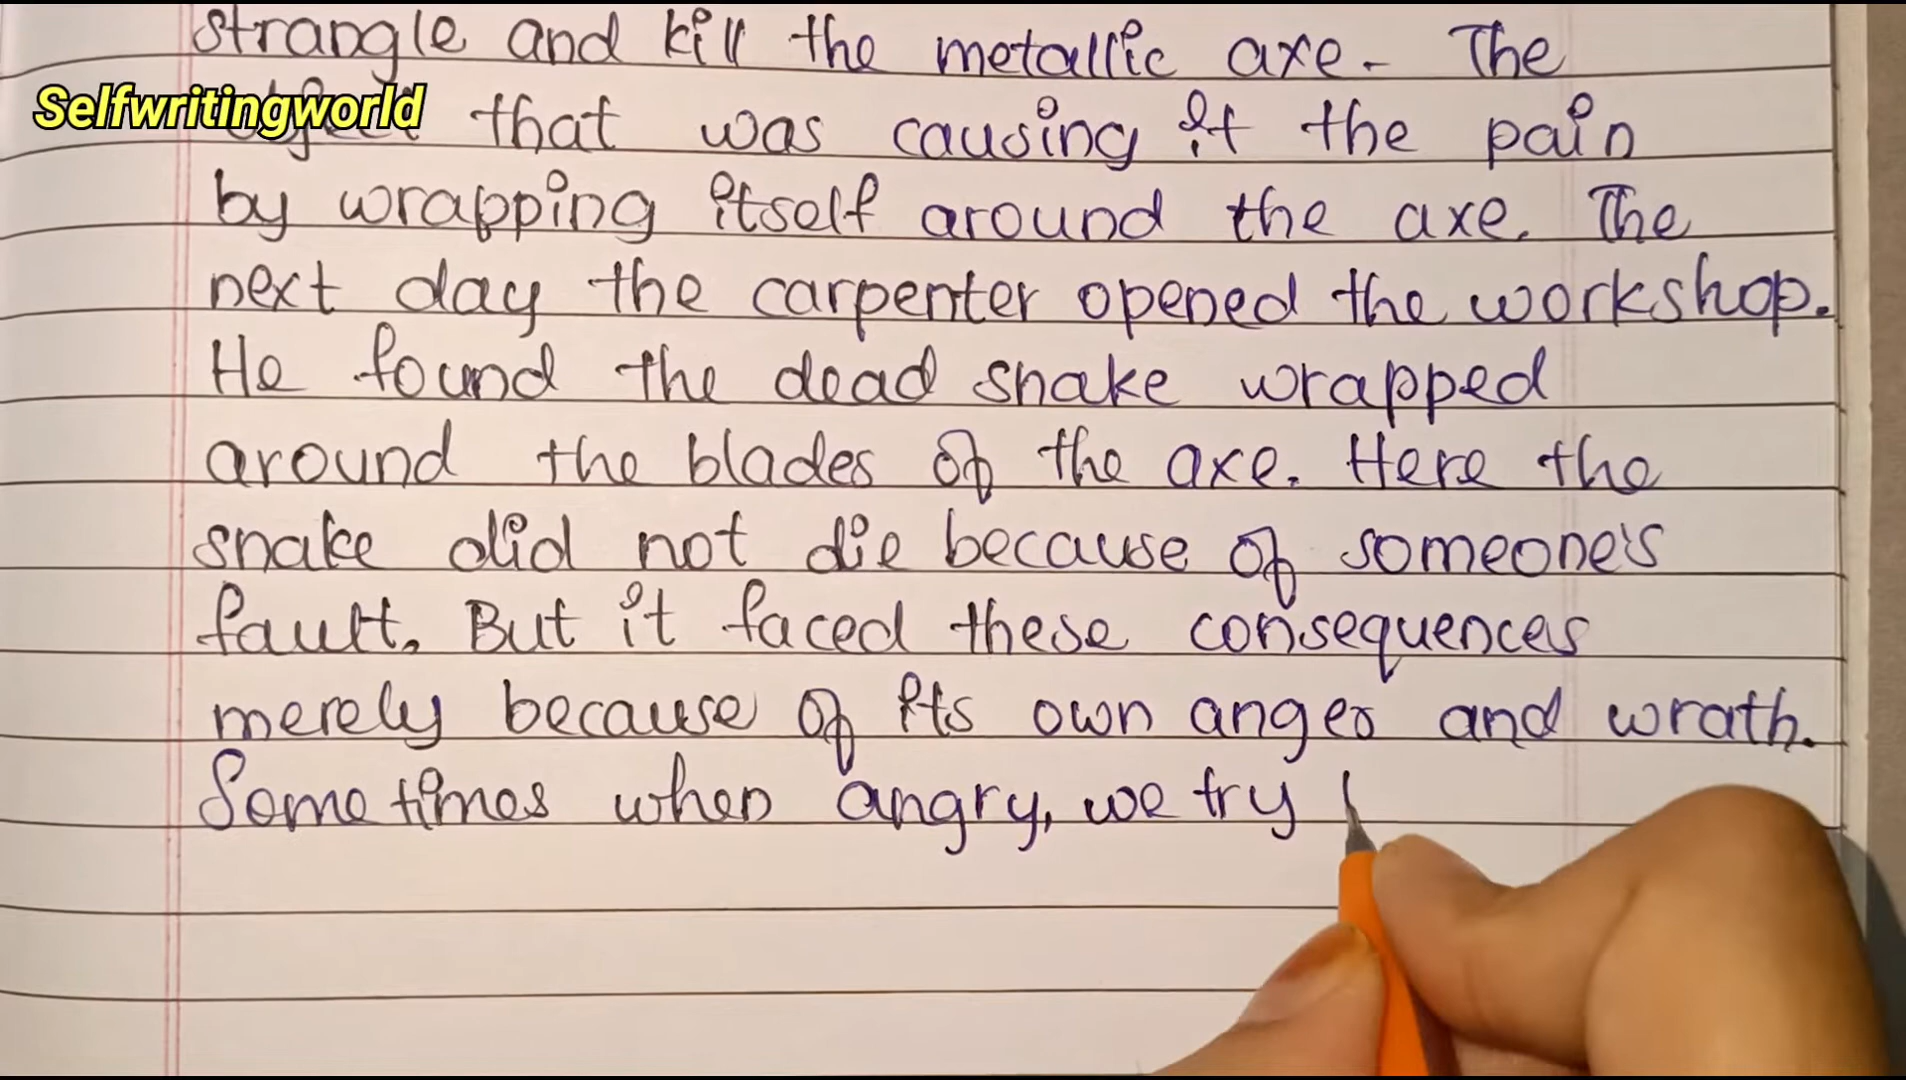 strangle and kill the metallic axe. The
Selfwritingworld
object that was causing it the pain
by wrapping itself around the axe. The
next day the carpenter opened the workshop.
He found the dead snake wrapped
around the blades of the axe. Here the
snake did not die because of someone's
fault. But it faced these consequences
merely because of its own anger and wrath.
Sometimes when angry, we try